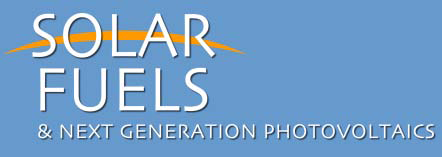 SOLAR
FUELS
& NEXT GENERATION PHOTOVOLTAICS